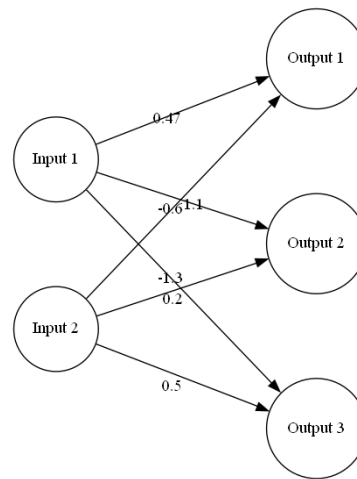 Output 1
0.47
Input 1
-0.6
1.1
Output 2
-1.3
0.2
Input 2
0.5
Output 3